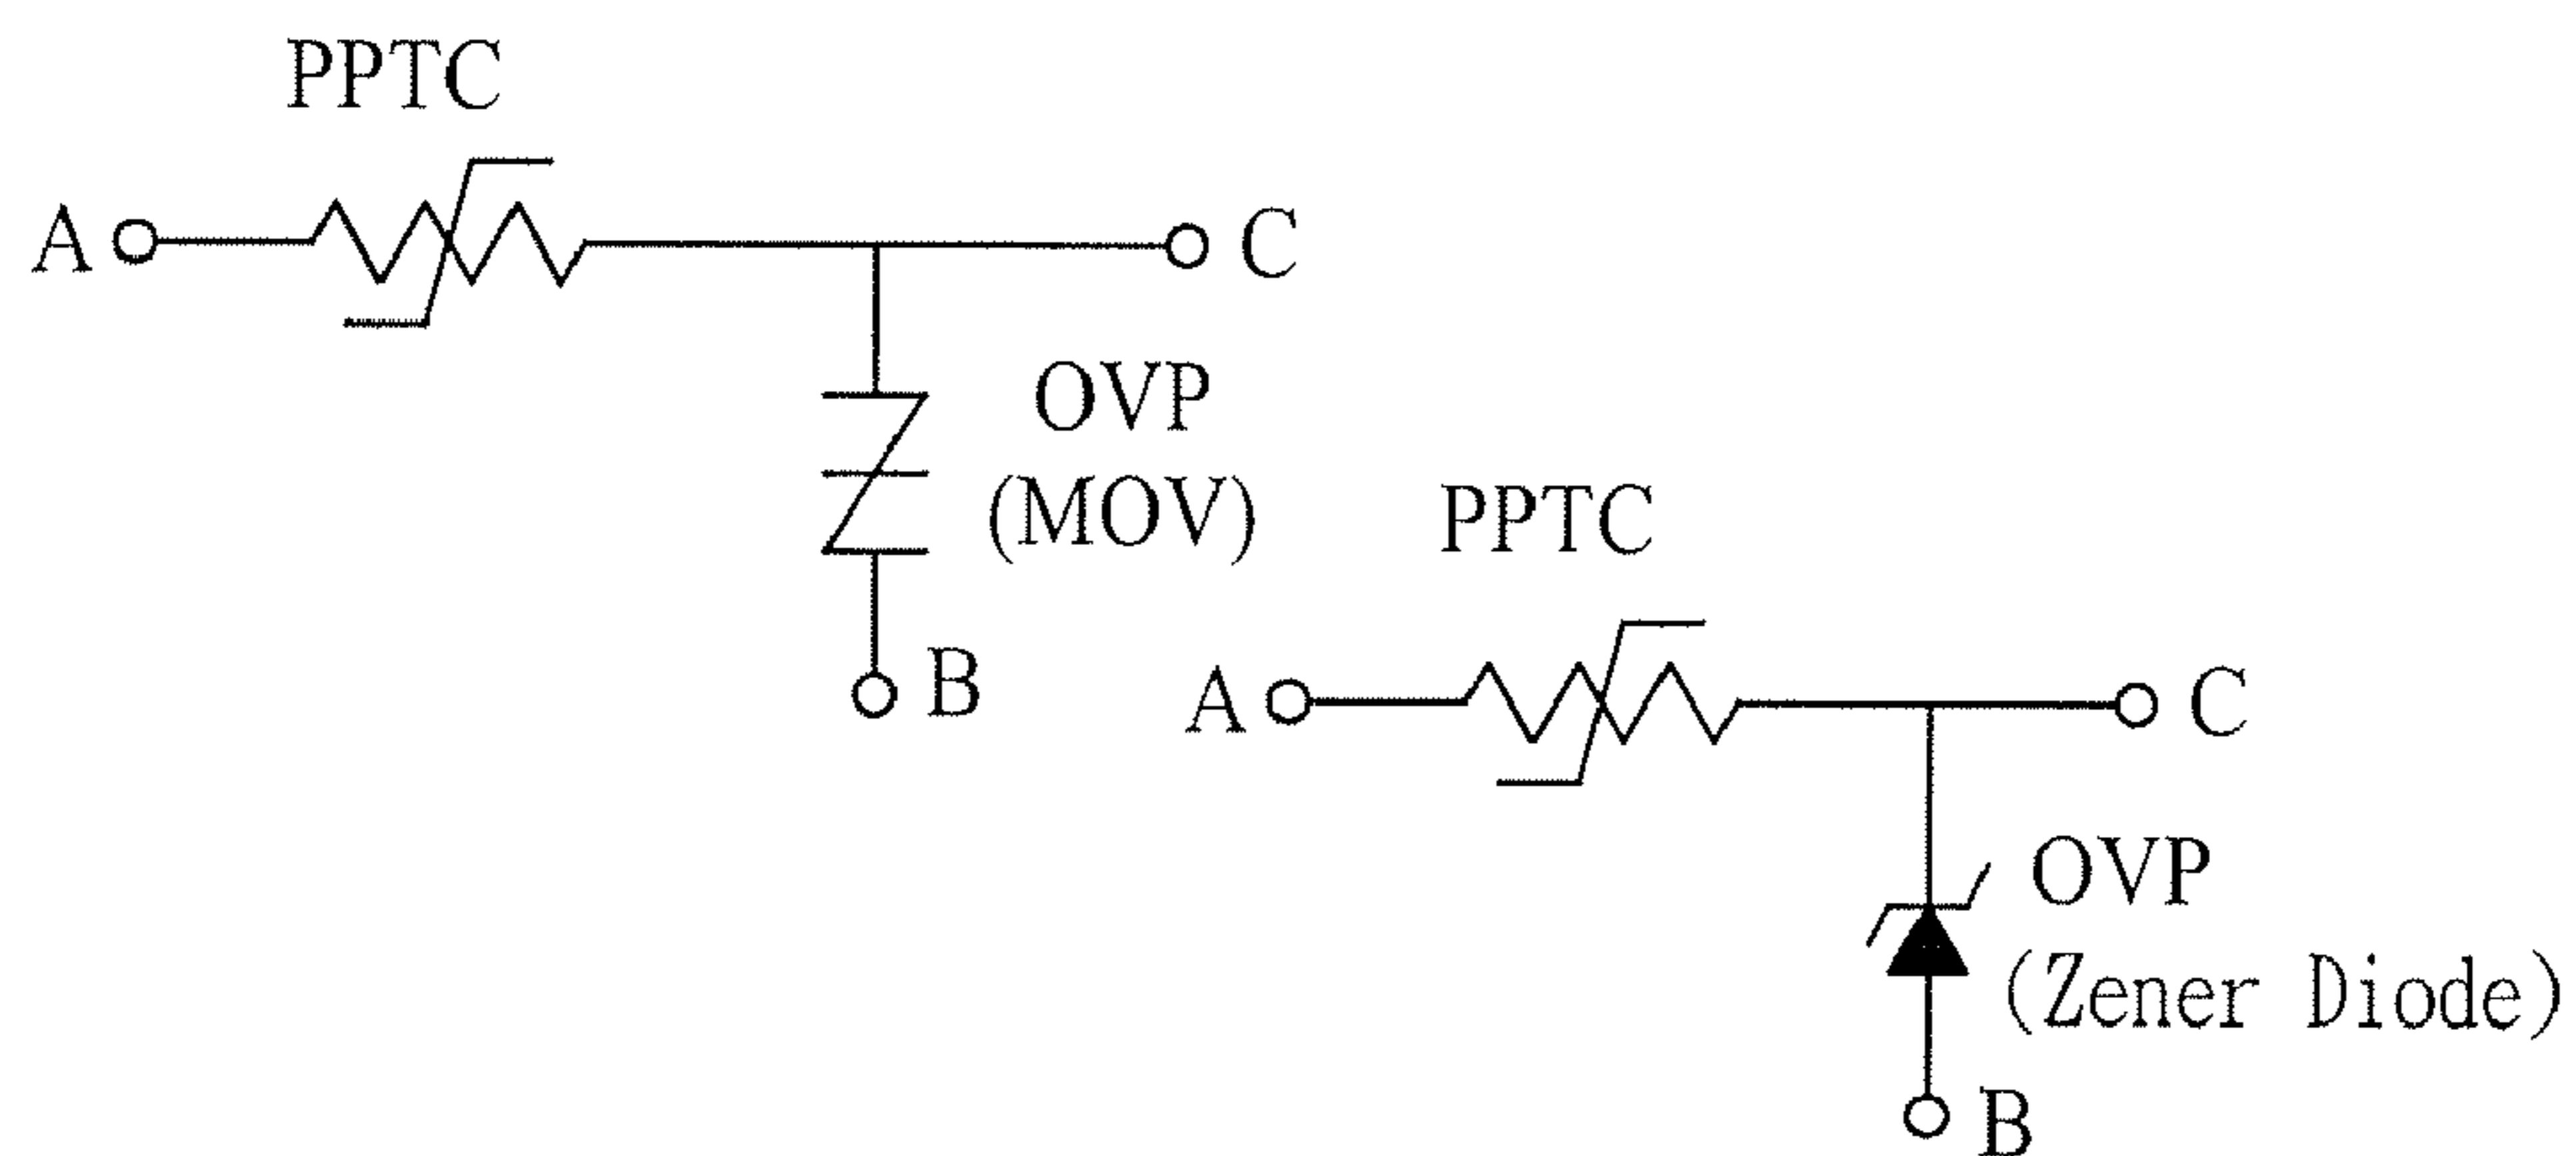 PPTC
A
C
OVP
(MOV)
B
PPTC
A
C
OVP
(Zener Diode)
B